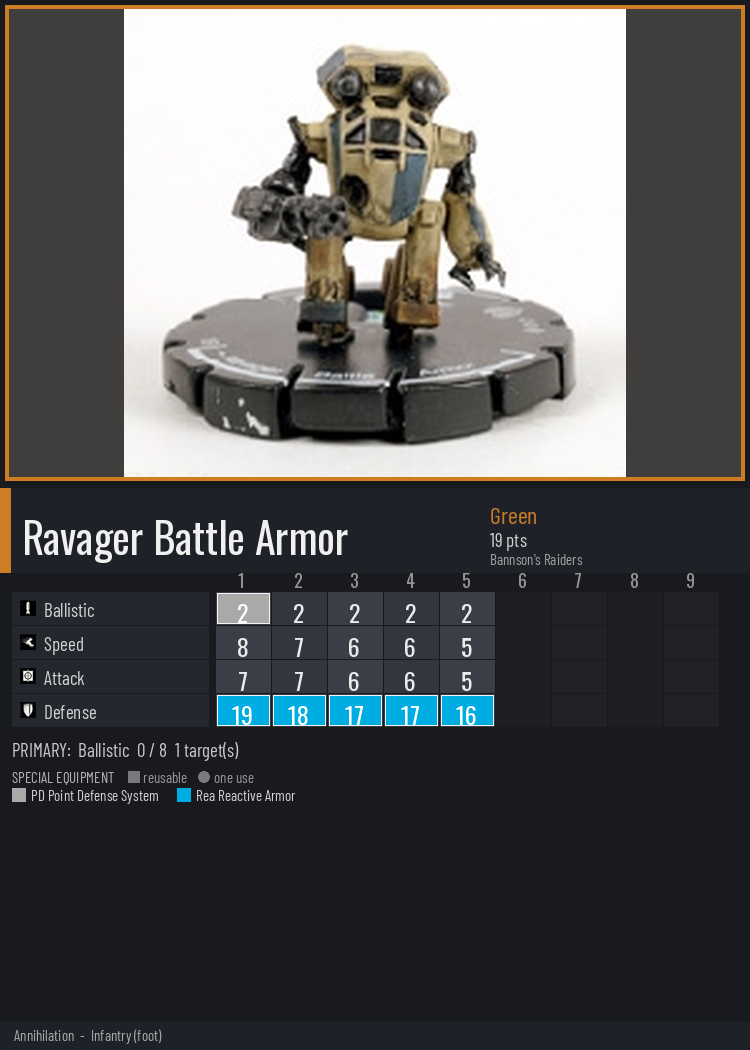 Battle
Armor
Ravager Battle Armor
Green
19 pts
Bannson's Raiders
1 2 3 4 5 6 7 8 9
Ballistic 2 2 2 2 2
Speed 8 7 6 6 5
Attack 7 7 6 6 5
Defense 19 18 17 17 16
PRIMARY: Ballistic 0 / 8 1 target(s)
SPECIAL EQUIPMENT reusable one use
PD Point Defense System Rea Reactive Armor
Annihilation - Infantry (foot)